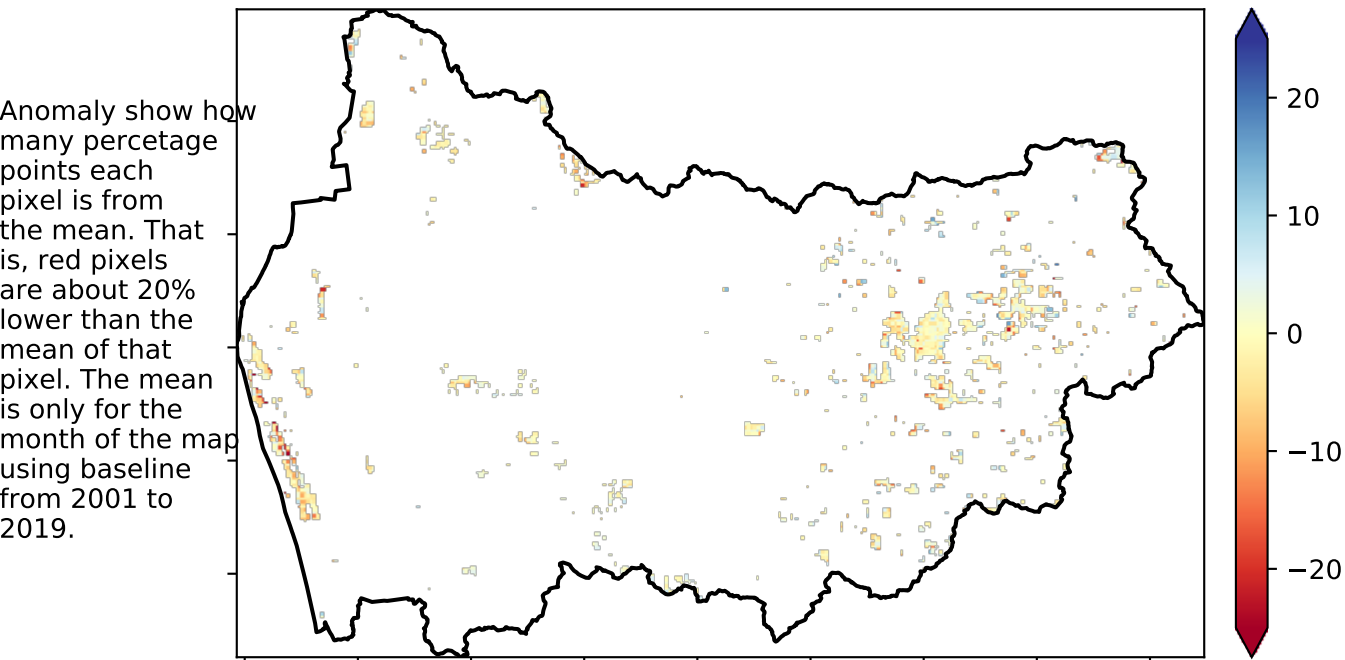 Anomaly show how
many percetage
points each
pixel is from
the mean. That
is, red pixels
are about 20%
lower than the
mean of that
pixel. The mean
is only for the
month of the map
using baseline
from 2001 to
2019.
20
10
0
−10
−20